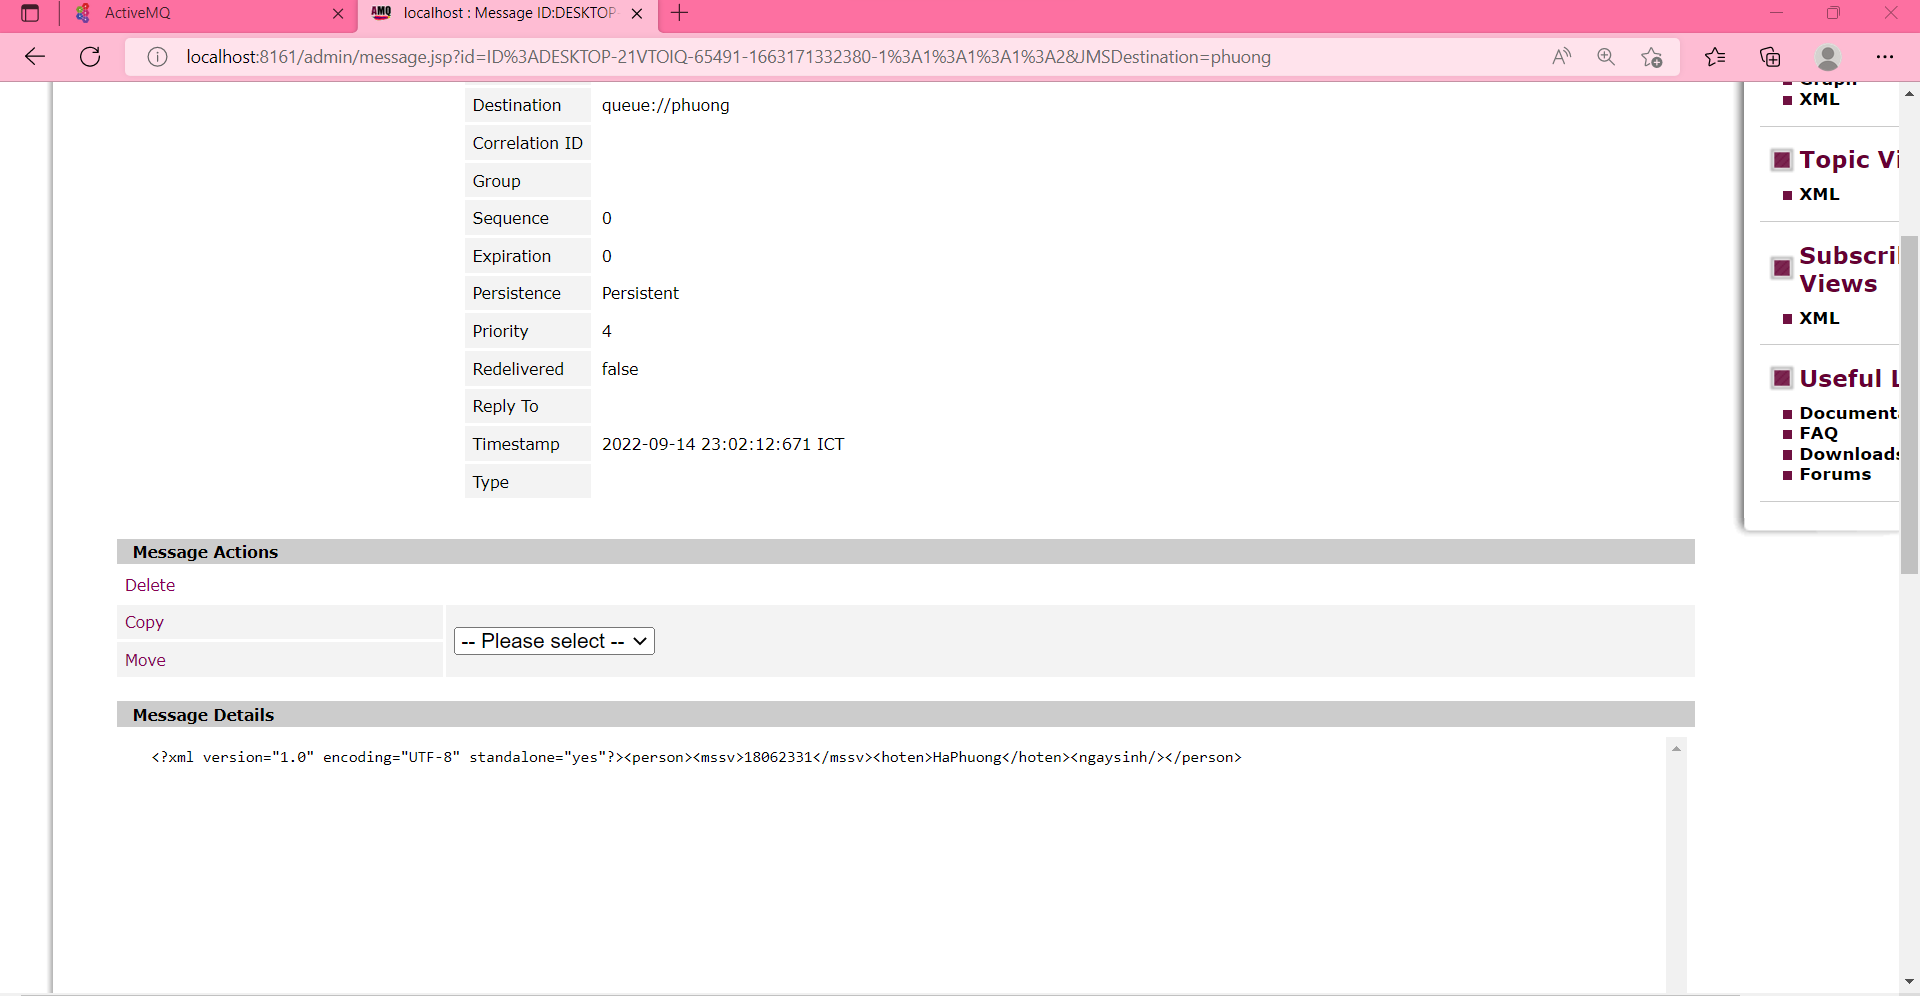 ActiveMQ
AMQ localhost : Message ID:DESKTOP-
localhost:8161/admin/message.jsp?id=ID%3ADESKTOP-21VTOIQ-65491-1663171332380-1%3A1%3A1%3A1%3A2&JMSDestination=phuong
Destination queue://phuong
Correlation ID
Group
Sequence 0
Expiration 0
Persistence Persistent
Priority 4
Redelivered false
Reply To
Timestamp 2022-09-14 23:02:12:671 ICT
Type
Message Actions
Delete
Copy
Move
-- Please select --
Message Details
<?xml version="1.0" encoding="UTF-8" standalone="yes"?><person><mssv>18062331</mssv><hoten>HaPhuong</hoten><ngaysinh/></person>
Graph
XML
Topic Vi
XML
Subscri
Views
XML
Useful L
Documenta
FAQ
Downloads
Forums